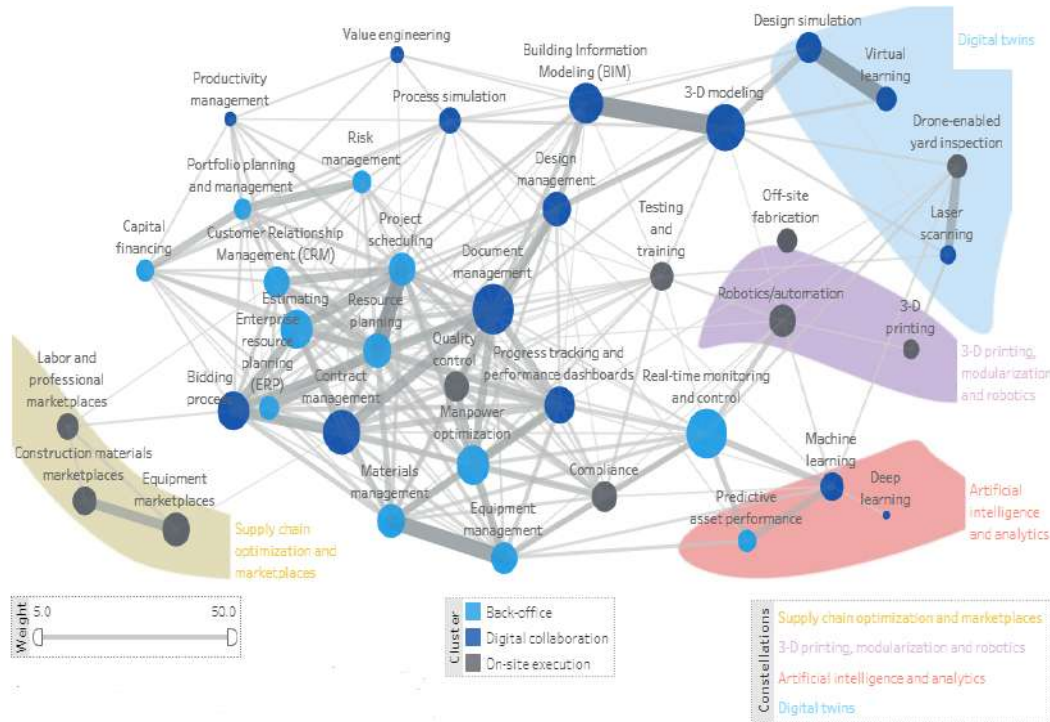 Value engineering
Building Information
Modeling (BIM)
Design simulation
Digital twins
Virtual
learning
Productivity
management
Process simulation
3-D modeling
Drone-enabled
yard inspection
Risk
management
Portfolio planning
and management
Design
management
Off-site
fabrication
Testing
and
training
Laser
scanning
Capital
financing
Customer Relationship
Management (CRM)
Project
scheduling
Document
management
Robotics/automation
3-D
printing
3-D printing,
modularization
and robotics
Estimating
Enterprise
resource
planning
(ERP)
Resource
planning
Quality
control
Progress tracking and
performance dashboards
Real-time monitoring
and control
Labor and
professional
marketplaces
Bidding
process
Contract
management
Manpower
optimization
Construction materials
marketplaces
Equipment
marketplaces
Materials
management
Compliance
Machine
learning
Deep
learning
Artificial
intelligence
and analytics
Equipment
management
Predictive
asset performance
Supply chain
optimization and
marketplaces
Weight
5.0
50.0
Cluster
Back-office
Digital collaboration
On-site execution
Constellations
Supply chain optimization and marketplaces
3-D printing, modularization and robotics
Artificial intelligence and analytics
Digital twins